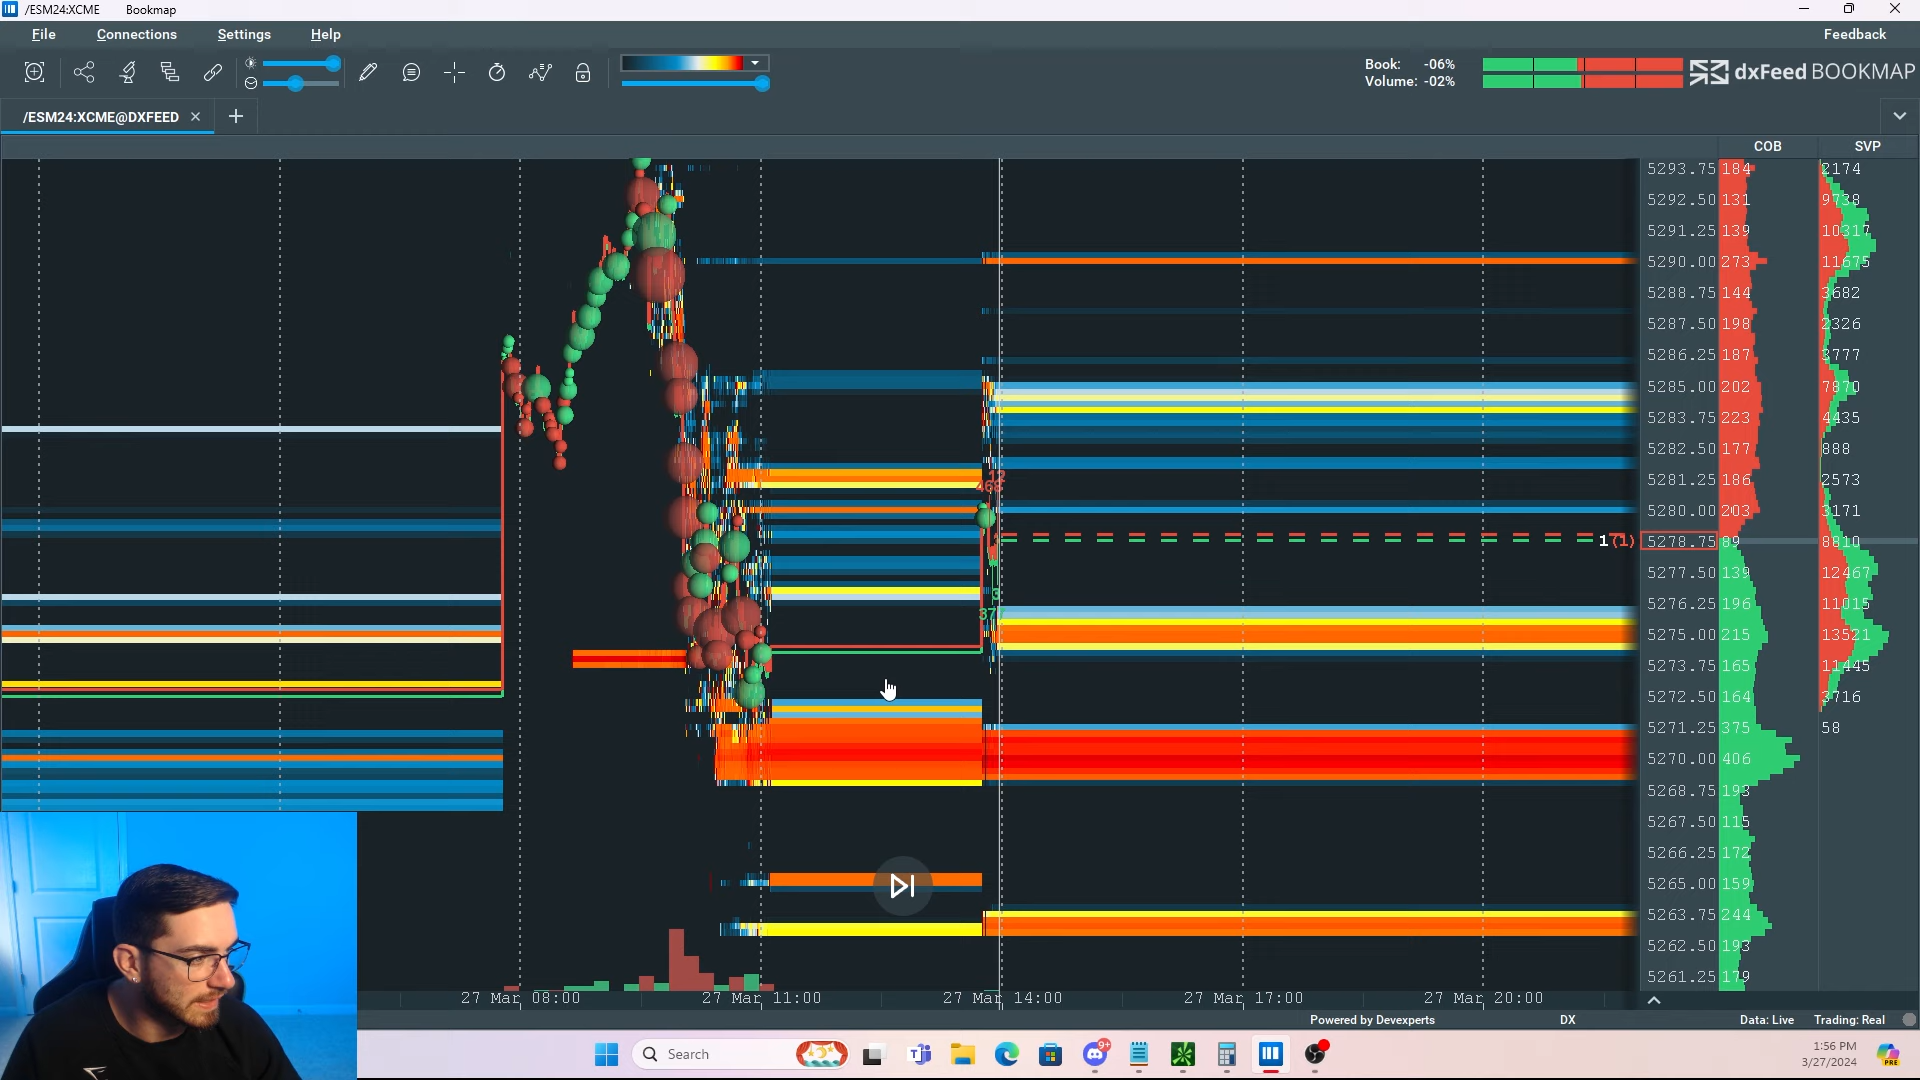 /ESM24:XCME Bookmap
File Connections Settings Help Feedback
Book: -06%
Volume: -02%
dxFeed BOOKMAP
/ESM24:XCME@DXFEED
COB SVP
5293.75 184 2174
5292.50 131 9738
5291.25 139 10317
5290.00 273 11675
5288.75 144 3682
5287.50 198 2326
5286.25 187 3777
5285.00 202 7870
5283.75 223 4435
5282.50 177 888
5281.25 186 2573
5280.00 203 3171
1(1) 5278.75 89 8810
5277.50 139 12467
5276.25 196 11015
5275.00 215 13521
5273.75 165 11445
5272.50 164 3716
5271.25 375 58
5270.00 406
5268.75 193
5267.50 115
5266.25 172
5265.00 159
5263.75 244
5262.50 193
5261.25 179
27 Mar 08:00 27 Mar 11:00 27 Mar 14:00 27 Mar 17:00 27 Mar 20:00
Powered by Devexperts DX Data: Live Trading: Real
Search
9+
PRE
1:56 PM
3/27/2024